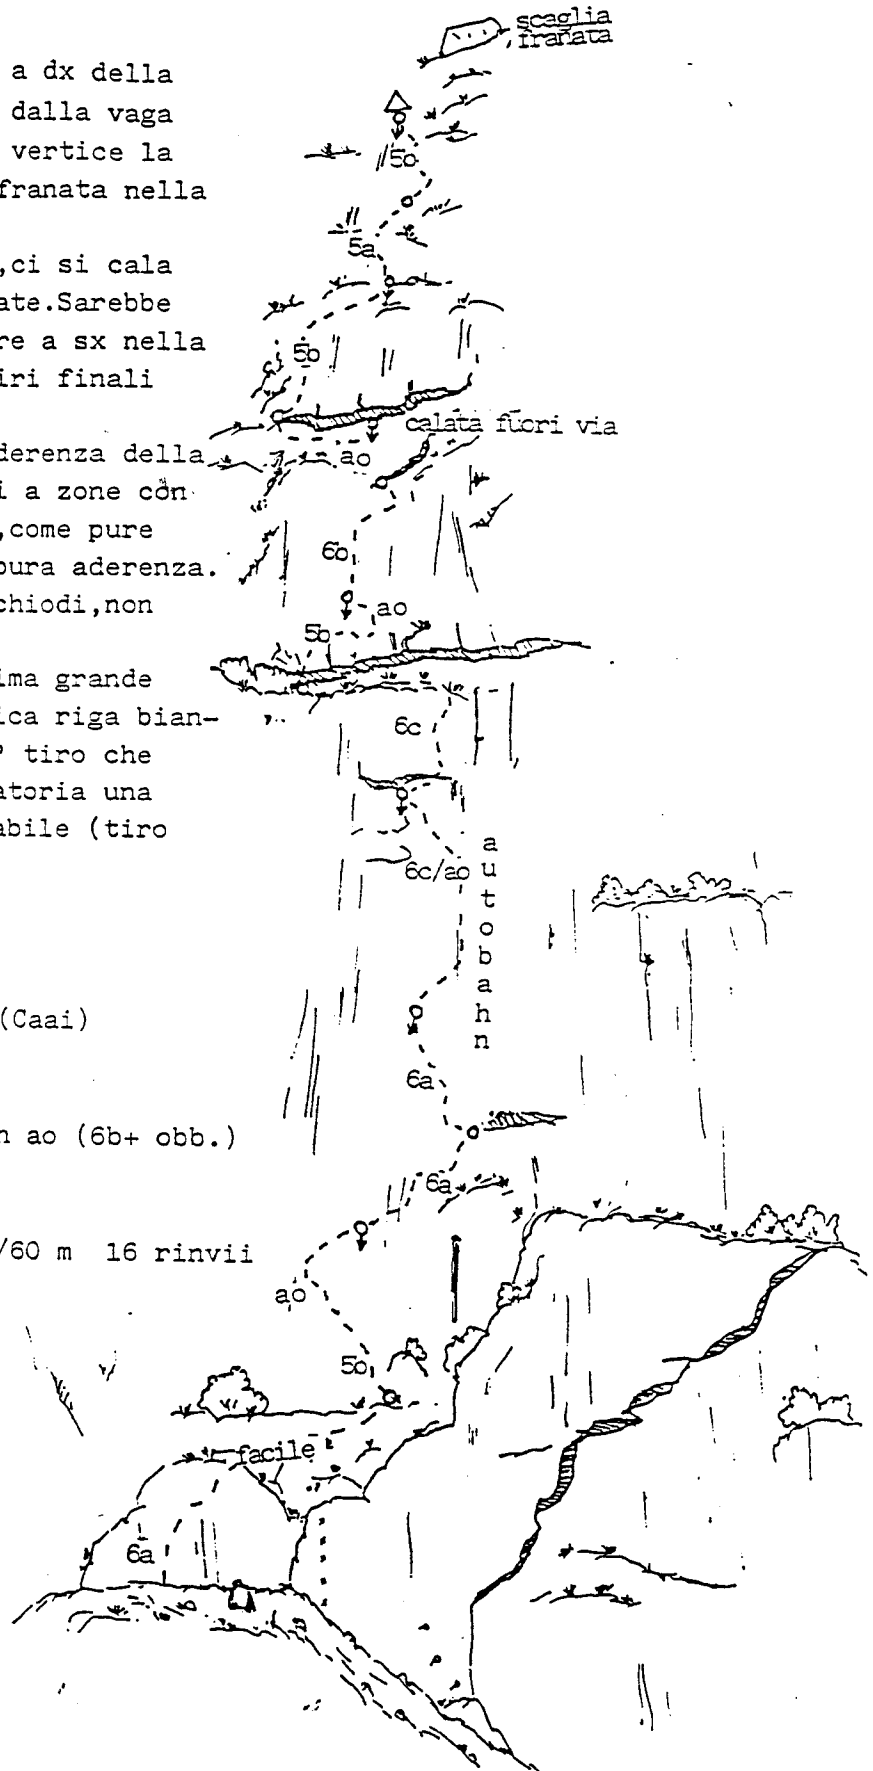 scaglia
franata
a dx della
dalla vaga
vertice la
franata nella
,ci si cala
ate.Sarebbe
re a sx nella
iri finali
derenza della
i a zone con
,come pure
pura aderenza.
chiodi,non
ima grande
ica riga bian-
' tiro che
atoria una
abile (tiro
(Caai)
n ao (6b+ obb.)
/60 m 16 rinvii
5c
5a
5b
calata fuori via
ao
6b
ao
5b
6c
6c/ao
autobahn
6a
6a
ao
5c
facile
6a